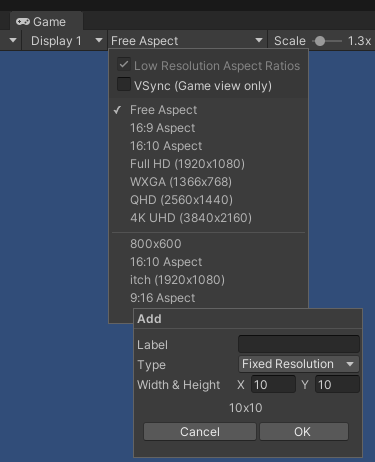 Game
Display 1 Free Aspect Scale 1.3x
Low Resolution Aspect Ratios
VSync (Game view only)
Free Aspect
16:9 Aspect
16:10 Aspect
Full HD (1920x1080)
WXGA (1366x768)
QHD (2560x1440)
4K UHD (3840x2160)
800x600
16:10 Aspect
itch (1920x1080)
9:16 Aspect
Add
Label
Type Fixed Resolution
Width & Height X 10 Y 10
10x10
Cancel OK